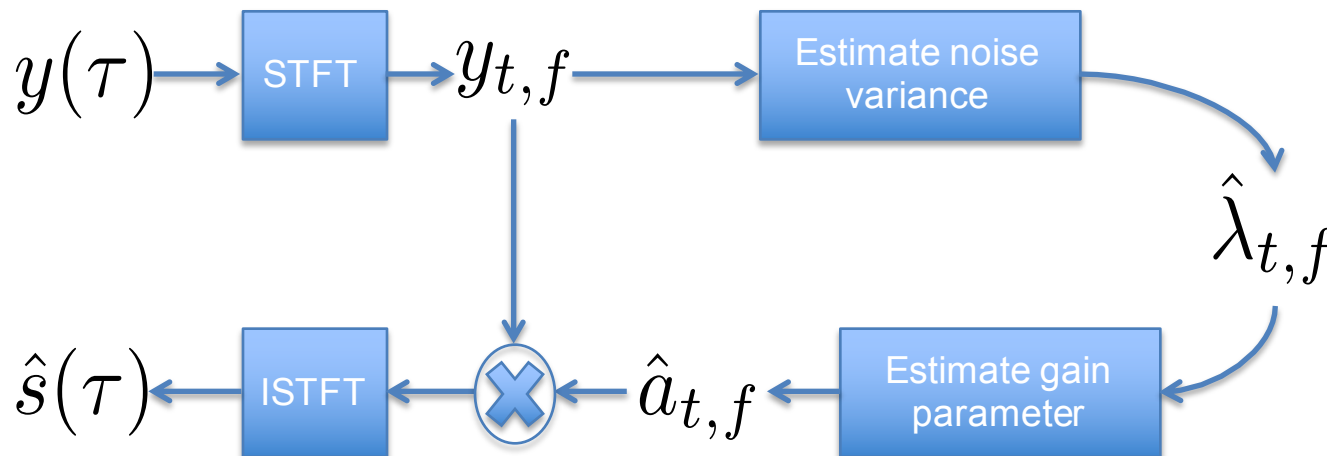 y(τ)
STFT
y_{t,f}
Estimate noise
variance
λ̂_{t,f}
ŝ(τ)
ISTFT
â_{t,f}
Estimate gain
parameter